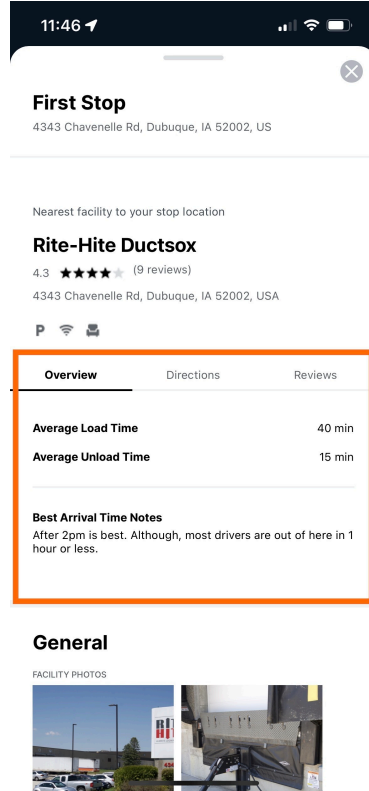 11:46
First Stop
4343 Chavenelle Rd, Dubuque, IA 52002, US
Nearest facility to your stop location
Rite-Hite Ductsox
4.3 ★★★★★ (9 reviews)
4343 Chavenelle Rd, Dubuque, IA 52002, USA
P
Overview Directions Reviews
Average Load Time 40 min
Average Unload Time 15 min
Best Arrival Time Notes
After 2pm is best. Although, most drivers are out of here in 1
hour or less.
General
FACILITY PHOTOS